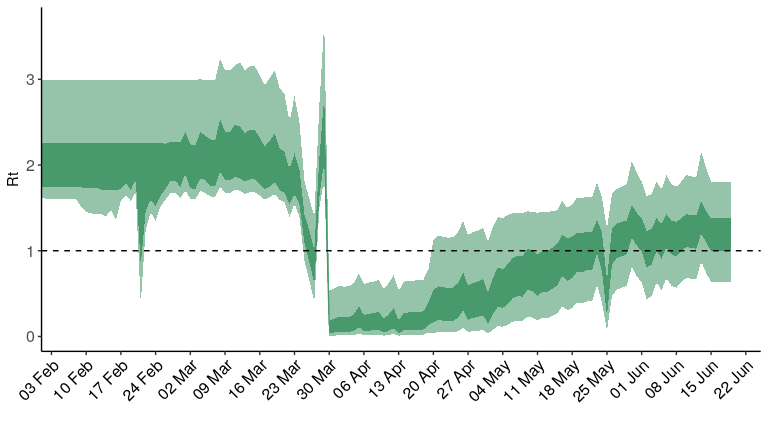 Rt
3
2
1
0
03 Feb
10 Feb
17 Feb
24 Feb
02 Mar
09 Mar
16 Mar
23 Mar
30 Mar
06 Apr
13 Apr
20 Apr
27 Apr
04 May
11 May
18 May
25 May
01 Jun
08 Jun
15 Jun
22 Jun